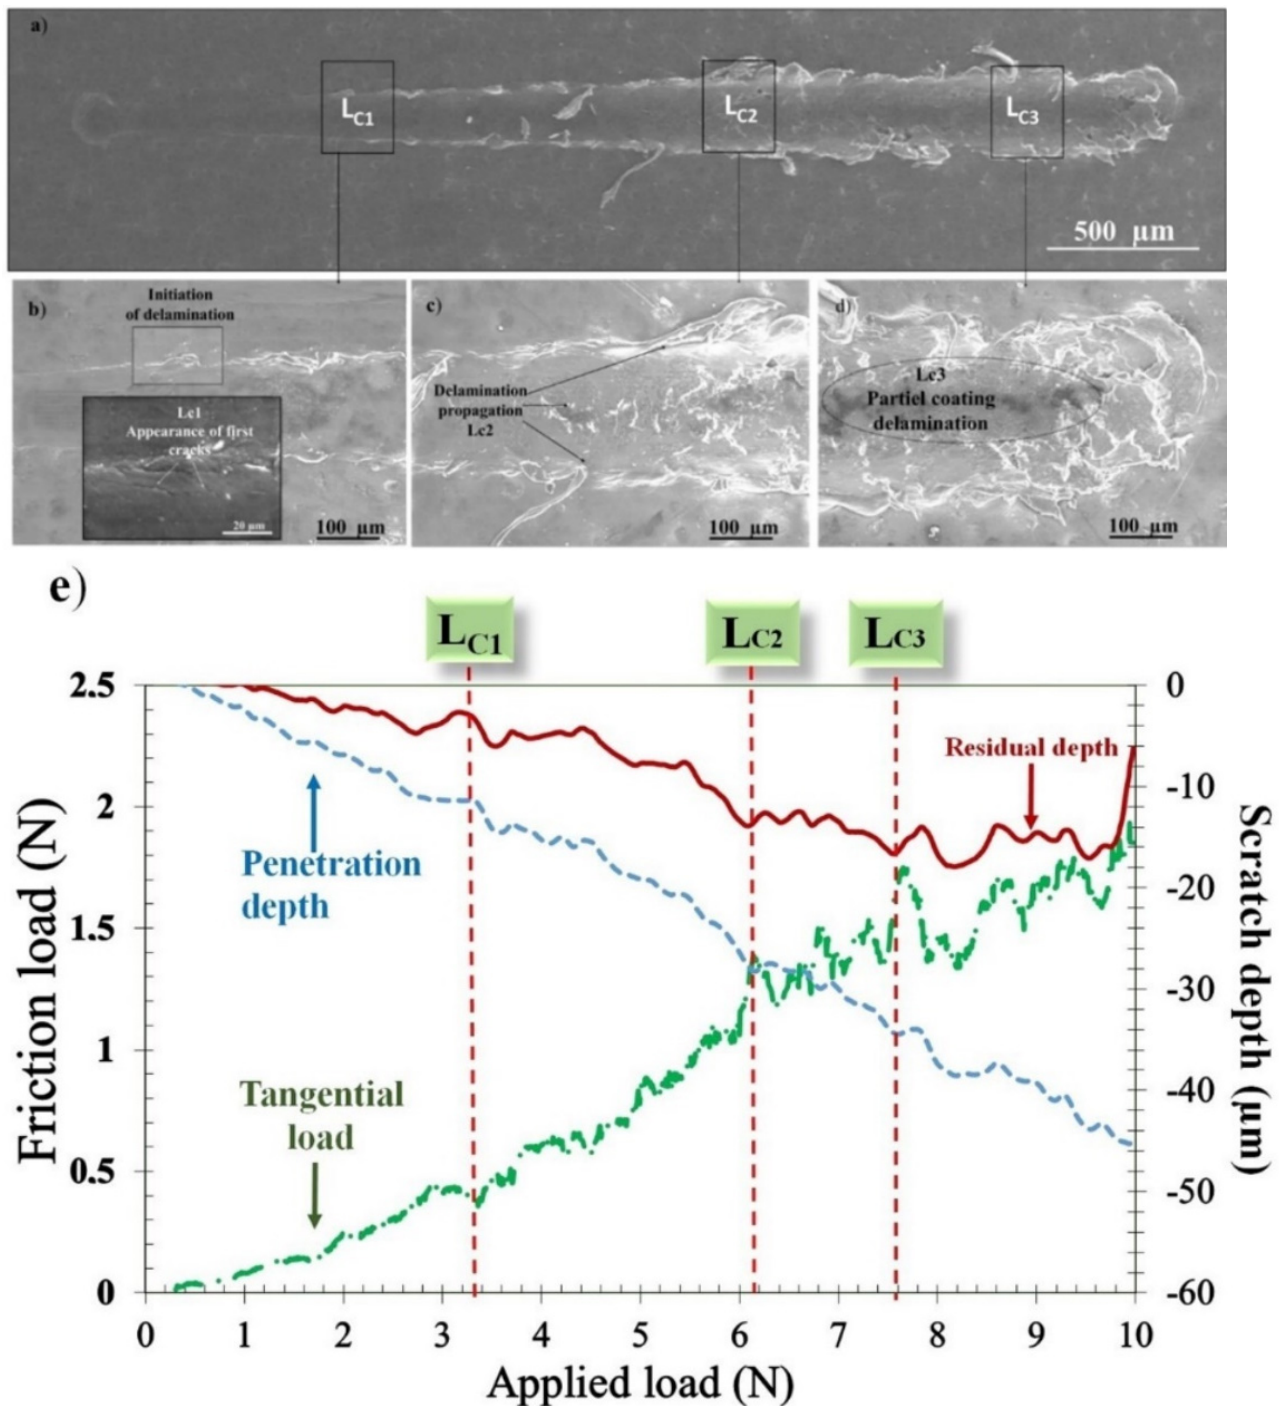 a)
LC1
LC2
LC3
500 µm
b)
Initiation
of delamination
Lc1
Appearance of first
cracks
20 µm
100 µm
c)
Delamination
propagation
Lc2
100 µm
d)
Lc3
Partiel coating
delamination
100 µm
e)
LC1
LC2
LC3
2.5
2
1.5
1
0.5
0
Friction load (N)
0
-10
-20
-30
-40
-50
-60
Scratch depth (µm)
Residual depth
Penetration
depth
Tangential
load
0 1 2 3 4 5 6 7 8 9 10
Applied load (N)